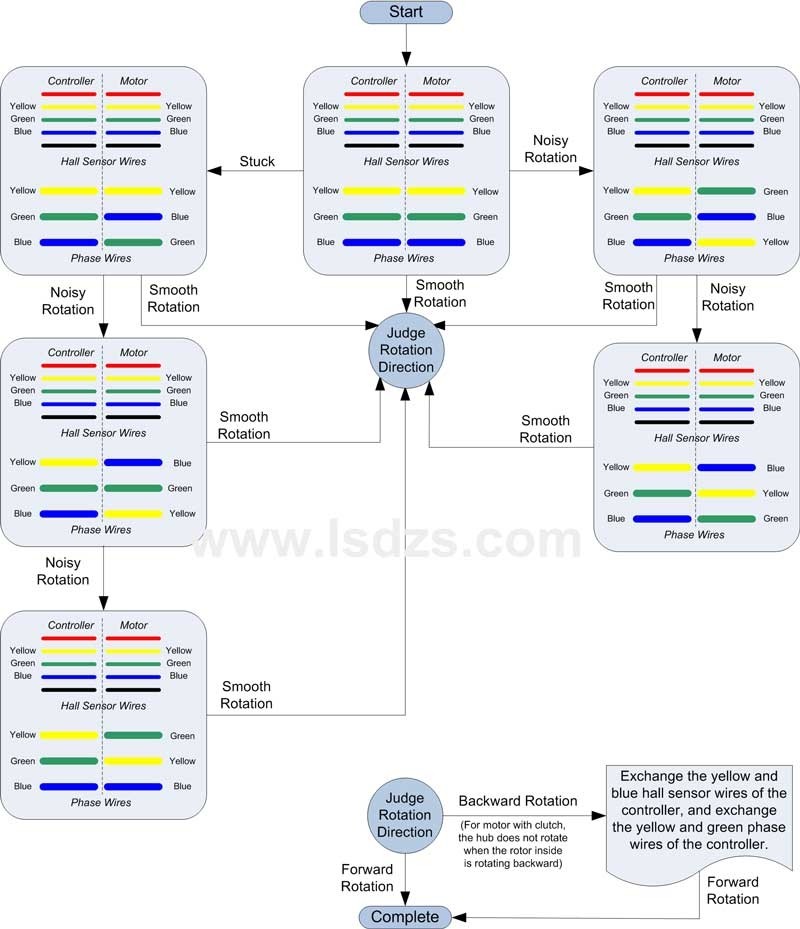 Start
Controller Motor
Yellow Yellow
Green Green
Blue Blue
Hall Sensor Wires
Yellow Yellow
Green Blue
Blue Green
Phase Wires
Stuck
Controller Motor
Yellow Yellow
Green Green
Blue Blue
Hall Sensor Wires
Yellow Yellow
Green Green
Blue Blue
Phase Wires
Noisy
Rotation
Controller Motor
Yellow Yellow
Green Green
Blue Blue
Hall Sensor Wires
Yellow Green
Green Blue
Blue Yellow
Phase Wires
Noisy
Rotation
Smooth
Rotation
Smooth
Rotation
Smooth
Rotation
Noisy
Rotation
Judge
Rotation
Direction
Controller Motor
Yellow Yellow
Green Green
Blue Blue
Hall Sensor Wires
Yellow Blue
Green Green
Blue Yellow
Phase Wires
Smooth
Rotation
Smooth
Rotation
Controller Motor
Yellow Yellow
Green Green
Blue Blue
Hall Sensor Wires
Yellow Blue
Green Yellow
Blue Green
Phase Wires
www.lsdzs.com
Noisy
Rotation
Controller Motor
Yellow Yellow
Green Green
Blue Blue
Hall Sensor Wires
Yellow Green
Green Yellow
Blue Blue
Phase Wires
Smooth
Rotation
Judge
Rotation
Direction
Backward Rotation
(For motor with clutch,
the hub does not rotate
when the rotor inside
is rotating backward)
Exchange the yellow and
blue hall sensor wires of the
controller, and exchange
the yellow and green phase
wires of the controller.
Forward
Rotation
Forward
Rotation
Complete